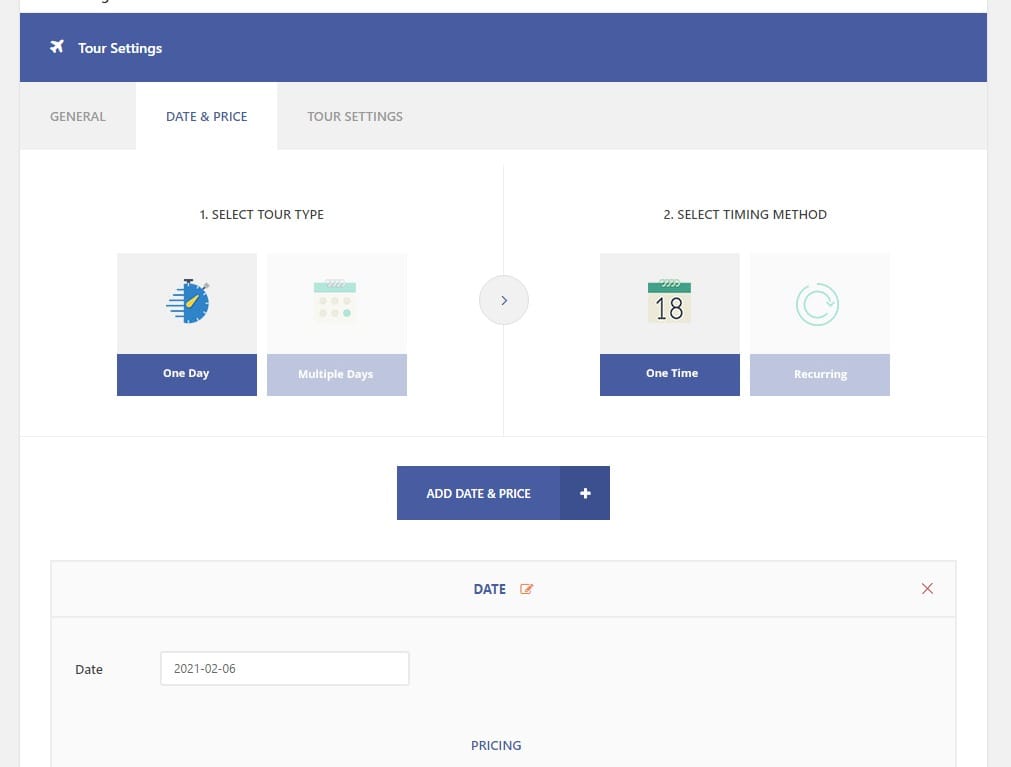 Tour Settings
GENERAL
DATE & PRICE
TOUR SETTINGS
1. SELECT TOUR TYPE
2. SELECT TIMING METHOD
18
One Day
Multiple Days
One Time
Recurring
ADD DATE & PRICE
DATE
Date
2021-02-06
PRICING